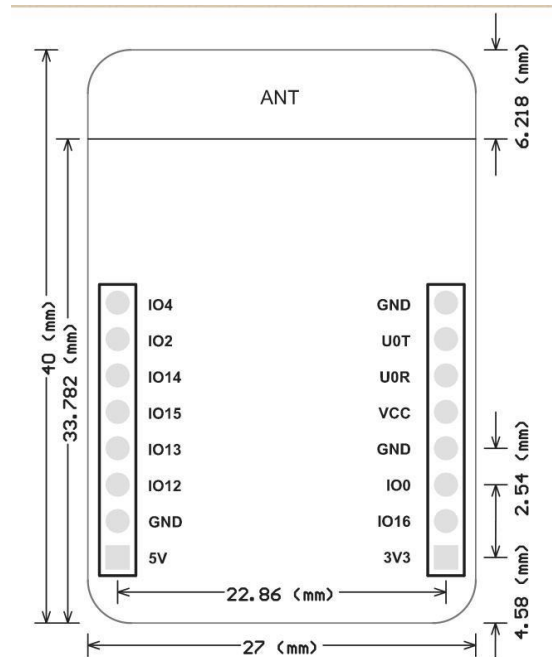 ANT
6.218 (mm)
40 (mm)
33.782 (mm)
IO4 GND
IO2 U0T
IO14 U0R
IO15 VCC
IO13 GND
IO12 IO0
GND IO16
5V 3V3
2.54 (mm)
22.86 (mm)
4.58 (mm)
27 (mm)